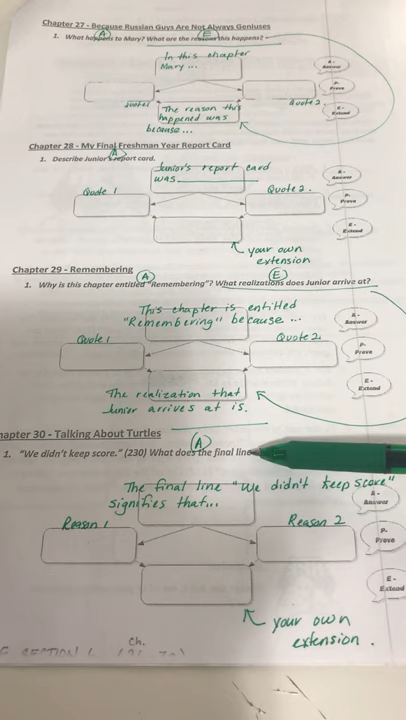 Chapter 27 - Because Russian Guys Are Not Always Geniuses
(A) (E)
1. What happens to Mary? What are the reasons this happens?
In this chapter
Mary...
A-
Answer
P-
Prove
E-
Extend
Quote 1
Quote 2
The reason this
happened was
because...
Chapter 28 - My Final Freshman Year Report Card
(A)
1. Describe Junior's report card.
Junior's report card
was
A-
Answer
Quote 1
Quote 2.
P-
Prove
E-
Extend
your own
extension
Chapter 29 - Remembering
(A) (E)
1. Why is this chapter entitled "Remembering"? What realizations does Junior arrive at?
This chapter is entitled
"Remembering" because...
A-
Answer
Quote 1
Quote 2.
P-
Prove
E-
Extend
The realization that
Junior arrives at is.
hapter 30 - Talking About Turtles
(A)
1. "We didn't keep score." (230) What does the final line
The final line "We didn't keep score"
signifies that...
A-
Answer
Reason 1
Reason 2
P-
Prove
E-
Extend
your own
extension.
Ch.